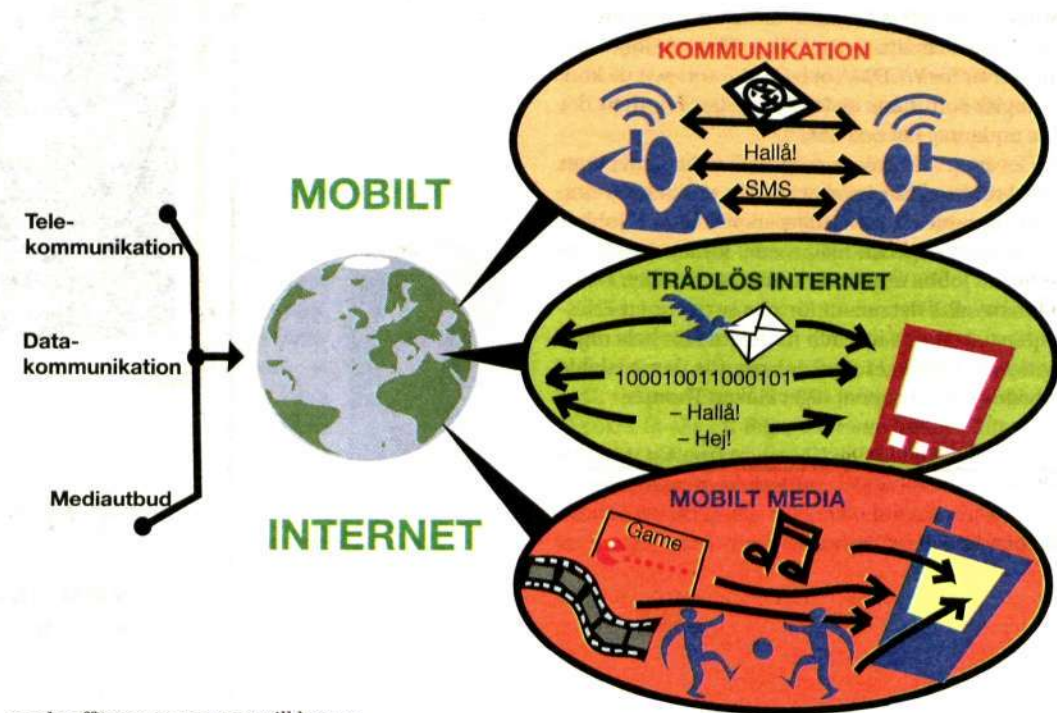 KOMMUNIKATION
Hallå!
SMS
MOBILT
Tele-
kommunikation
TRÅDLÖS INTERNET
Data-
kommunikation
100010011000101
– Hallå!
– Hej!
Mediautbud
MOBILT MEDIA
INTERNET
Game